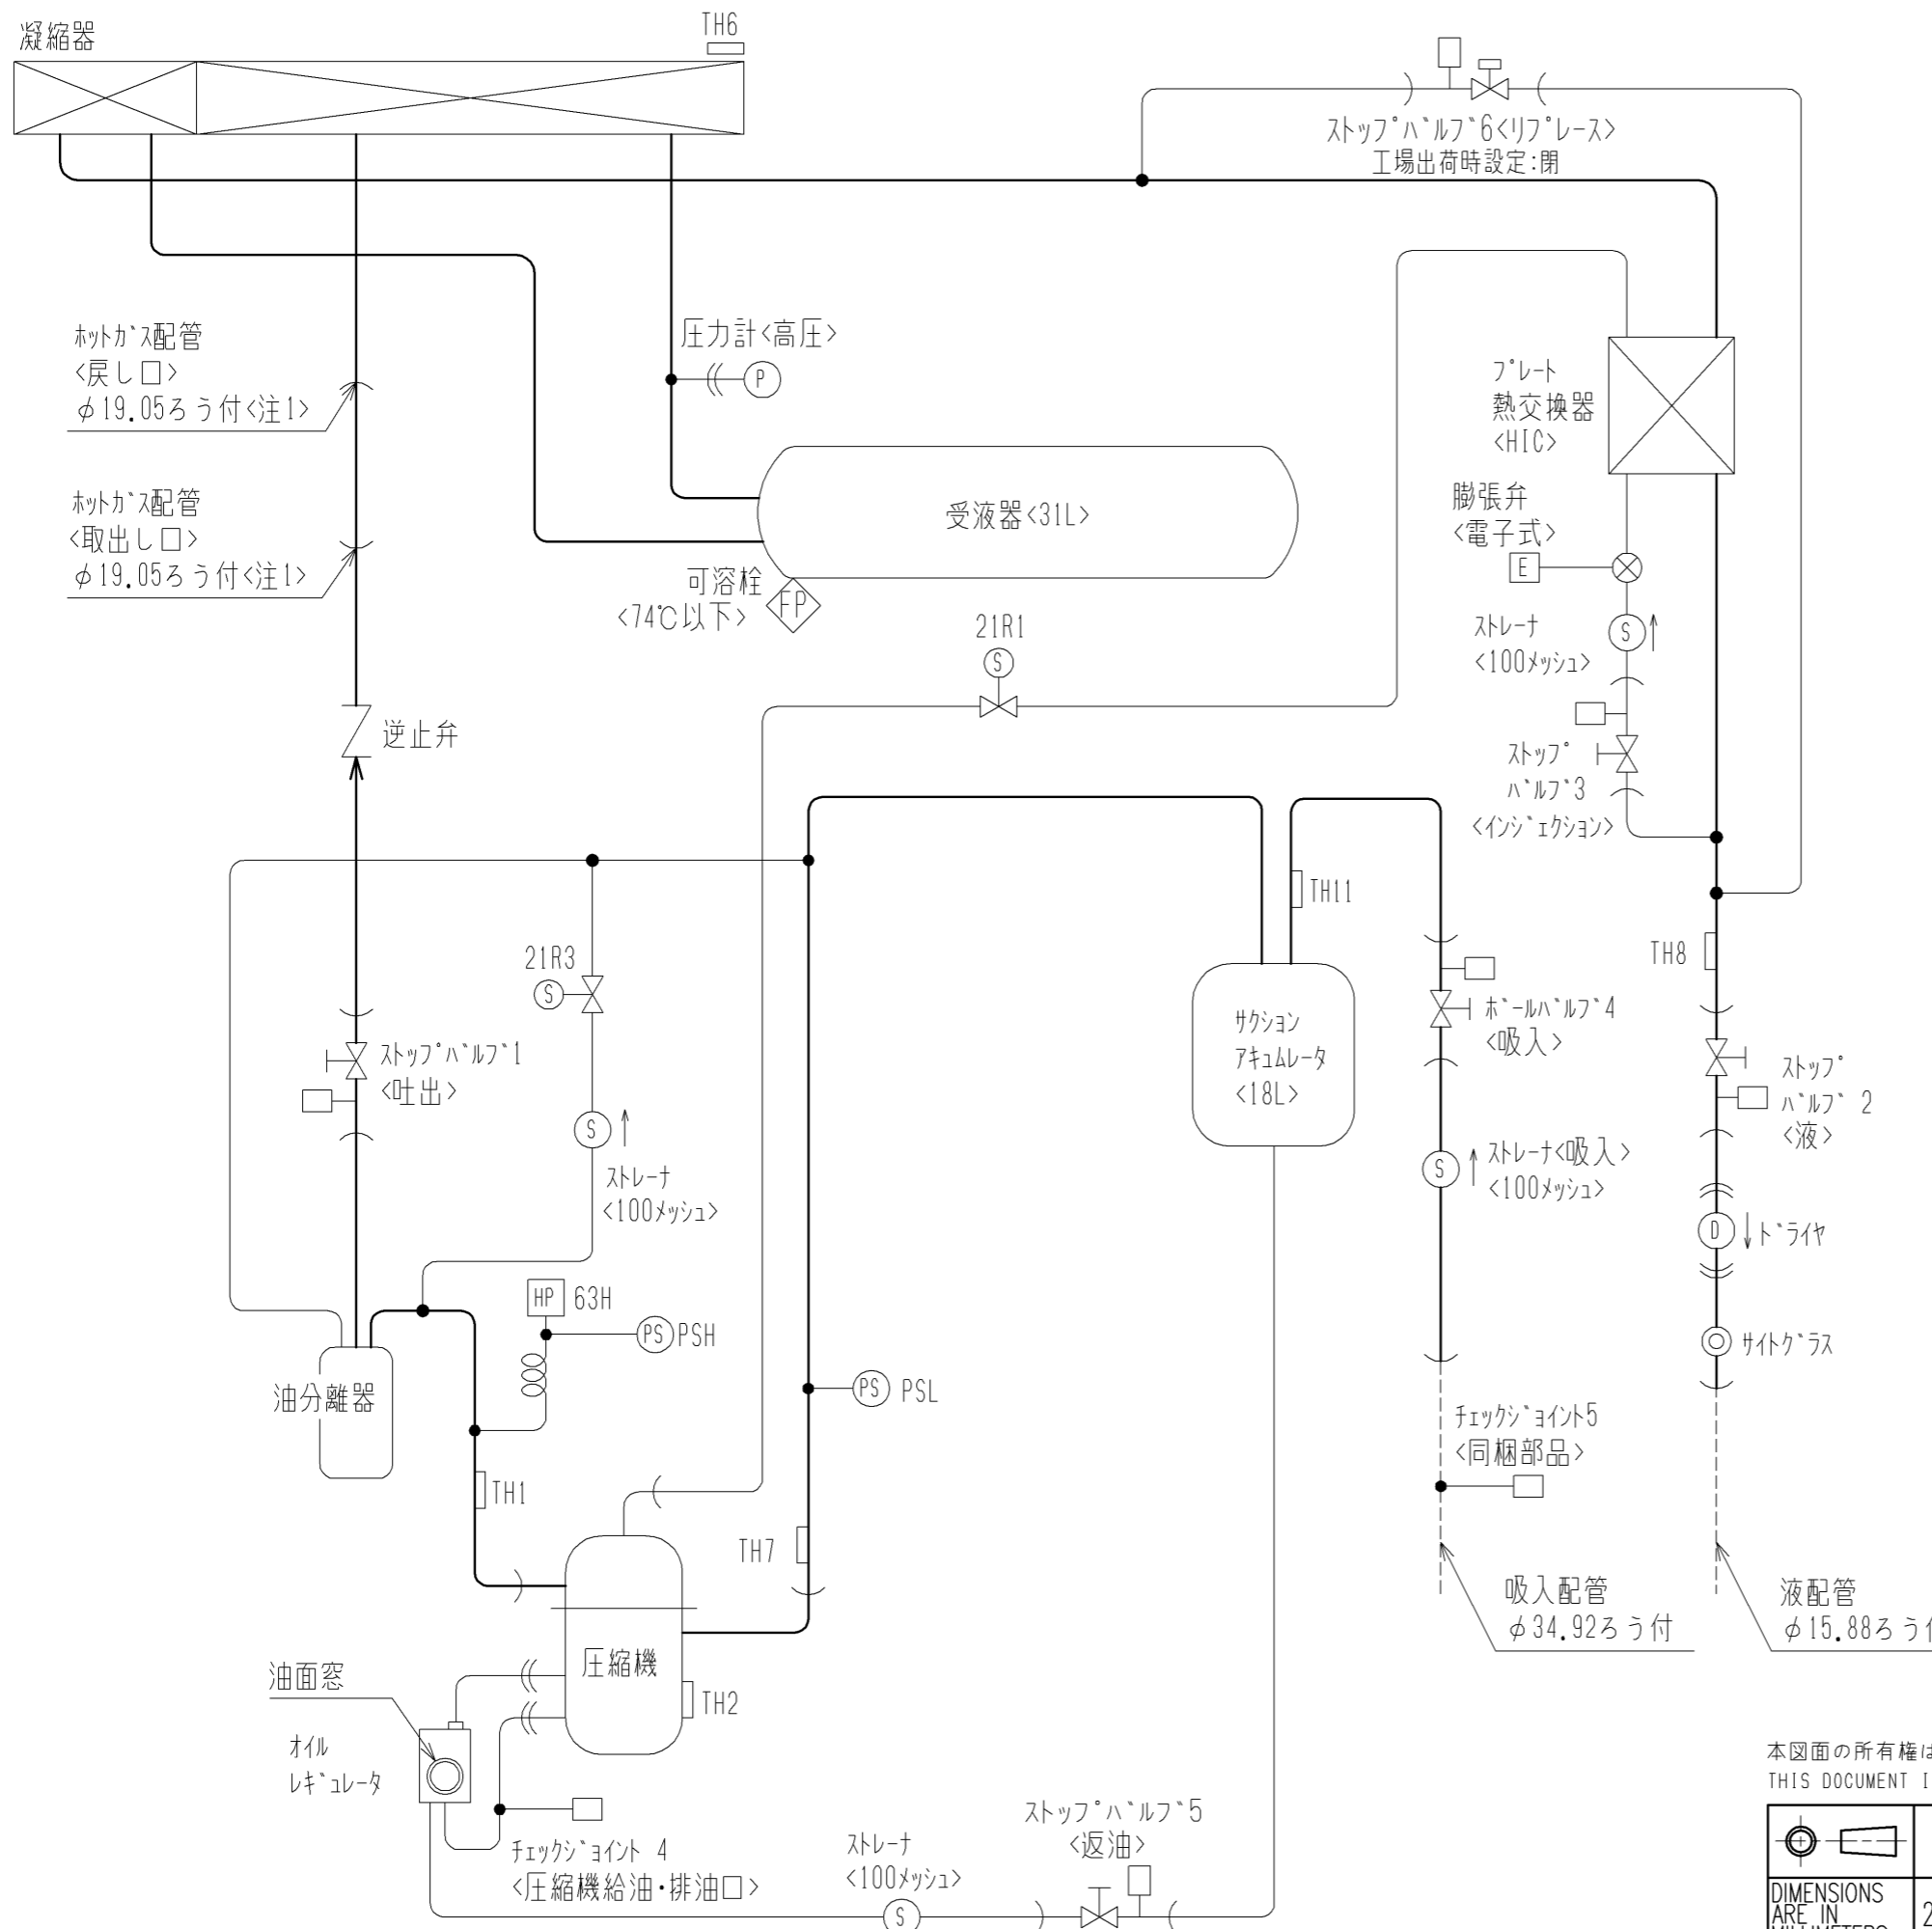 凝縮器
TH6
ストップバルブ6<リプレース>
工場出荷時設定:閉
ホットガス配管
<戻し口>
φ19.05ろう付<注1>
圧力計<高圧>
P
プレート
熱交換器
<HIC>
ホットガス配管
<取出し口>
φ19.05ろう付<注1>
受液器<31L>
膨張弁
<電子式>
E
可溶栓
<74℃以下>
FP
21R1
S
ストレーナ
<100メッシュ>
S
逆止弁
ストップ
バルブ3
<インジェクション>
TH11
21R3
S
TH8
サクション
アキュムレータ
<18L>
ボールバルブ4
<吸入>
ストップバルブ1
<吐出>
ストップ
バルブ 2
<液>
S
ストレーナ
<100メッシュ>
S
ストレーナ<吸入>
<100メッシュ>
D
ドライヤ
HP
63H
PS
PSH
サイトグラス
油分離器
PS
PSL
チェックジョイント5
<同梱部品>
TH1
TH7
吸入配管
φ34.92ろう付
液配管
φ15.88ろう
圧縮機
油面窓
TH2
オイル
レギュレータ
本図面の所有権は
THIS DOCUMENT I
チェックジョイント 4
<圧縮機給油・排油口>
ストレーナ
<100メッシュ>
S
ストップバルブ5
<返油>
DIMENSIONS
ARE IN
MILLIMETERS
2